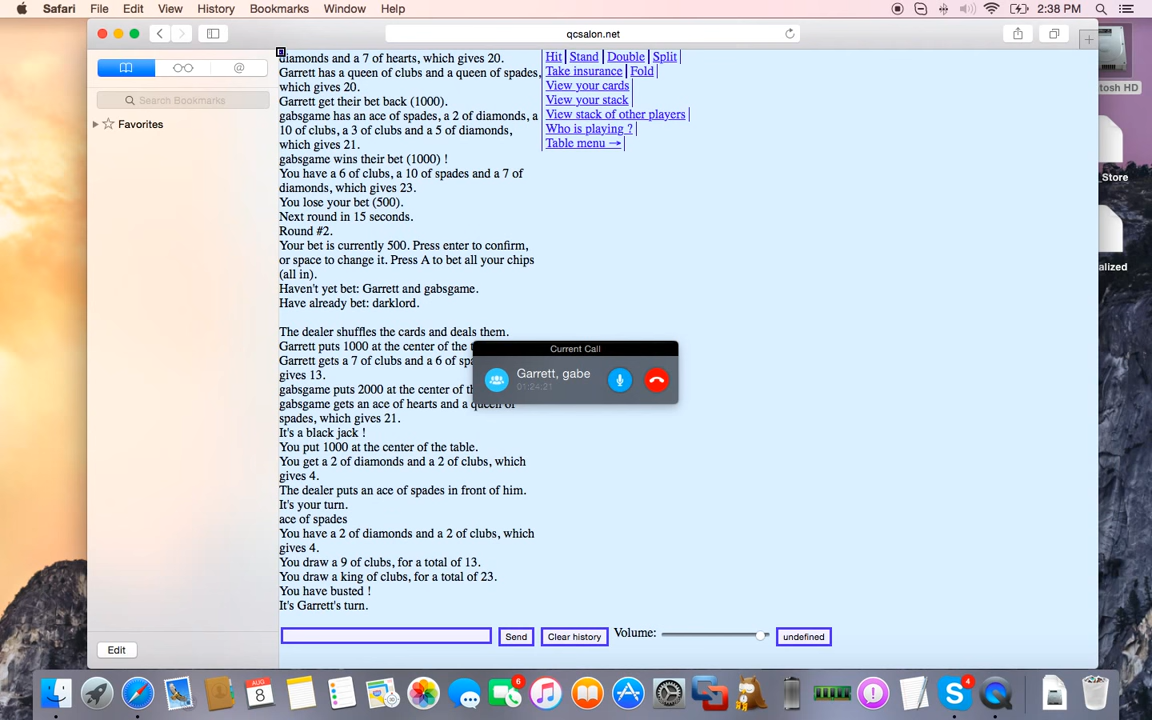 Safari File Edit View History Bookmarks Window Help 2:38 PM
qcsalon.net
Search Bookmarks
Favorites
diamonds and a 7 of hearts, which gives 20.
Garrett has a queen of clubs and a queen of spades,
which gives 20.
Garrett get their bet back (1000).
gabsgame has an ace of spades, a 2 of diamonds, a
10 of clubs, a 3 of clubs and a 5 of diamonds,
which gives 21.
gabsgame wins their bet (1000) !
You have a 6 of clubs, a 10 of spades and a 7 of
diamonds, which gives 23.
You lose your bet (500).
Next round in 15 seconds.
Round #2.
Your bet is currently 500. Press enter to confirm,
or space to change it. Press A to bet all your chips
(all in).
Haven't yet bet: Garrett and gabsgame.
Have already bet: darklord.
The dealer shuffles the cards and deals them.
Garrett puts 1000 at the center of the
Garrett gets a 7 of clubs and a 6 of
gives 13.
gabsgame puts 2000 at the center of
gabsgame gets an ace of hearts and a queen of
spades, which gives 21.
It's a black jack !
You put 1000 at the center of the table.
You get a 2 of diamonds and a 2 of clubs, which
gives 4.
The dealer puts an ace of spades in front of him.
It's your turn.
ace of spades
You have a 2 of diamonds and a 2 of clubs, which
gives 4.
You draw a 9 of clubs, for a total of 13.
You draw a king of clubs, for a total of 23.
You have busted !
It's Garrett's turn.
Hit Stand Double Split
Take insurance Fold
View your cards
View your stack
View stack of other players
Who is playing ?
Table menu →
Current Call
Garrett, gabe
01:24:21
Send Clear history Volume: undefined
Edit
tosh HD
_Store
alized
AUG
8
6
4